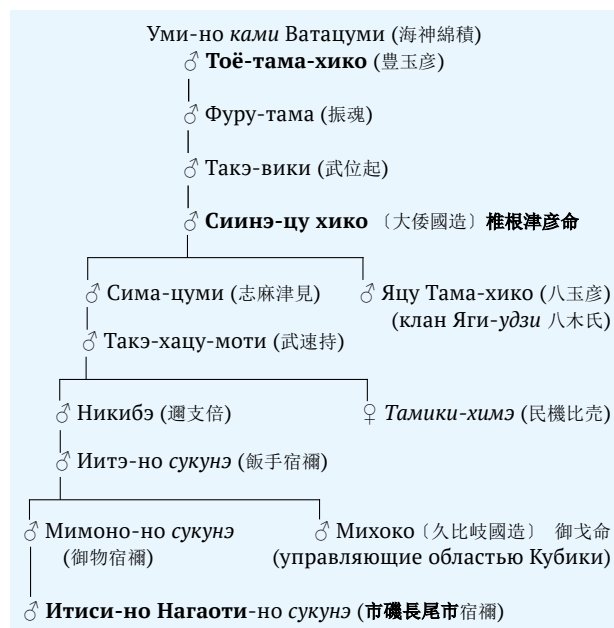 Уми-но ками Ватацуми (海神綿積)
♂ Тоё-тама-хико (豊玉彦)
♂ Фуру-тама (振魂)
♂ Такэ-вики (武位起)
♂ Сиинэ-цу хико 〔大倭國造〕椎根津彦命
♂ Сима-цуми (志麻津見) ♂ Яцу Тама-хико (八玉彦)
(клан Яги-удзи 八木氏)
♂ Такэ-хацу-моти (武速持)
♂ Никибэ (邇支倍) ♀ Тамики-химэ (民機比売)
♂ Иитэ-но сукунэ (飯手宿禰)
♂ Мимоно-но сукунэ ♂ Михоко 〔久比岐國造〕 御戈命
(御物宿禰) (управляющие областью Кубики)
♂ Итиси-но Нагаоти-но сукунэ (市磯長尾市宿禰)